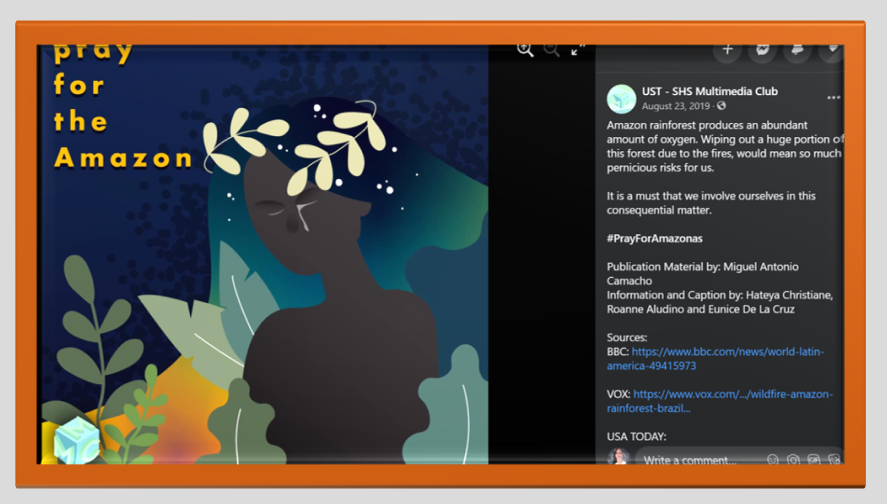 pray
for
the
Amazon
UST - SHS Multimedia Club
August 23, 2019 ·
Amazon rainforest produces an abundant
amount of oxygen. Wiping out a huge portion of
this forest due to the fires, would mean so much
pernicious risks for us.
It is a must that we involve ourselves in this
consequential matter.
#PrayForAmazonas
Publication Material by: Miguel Antonio
Camacho
Information and Caption by: Hateya Christiane,
Roanne Aludino and Eunice De La Cruz
Sources:
BBC: https://www.bbc.com/news/world-latin-
america-49415973
VOX: https://www.vox.com/.../wildfire-amazon-
rainforest-brazil...
USA TODAY:
Write a comment...